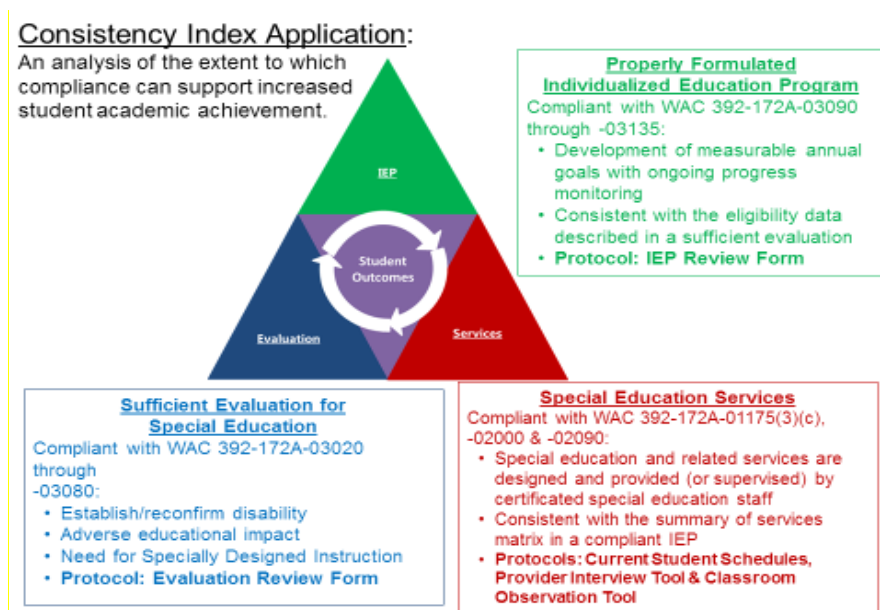 Consistency Index Application:
An analysis of the extent to which
compliance can support increased
student academic achievement.
Properly Formulated
Individualized Education Program
Compliant with WAC 392-172A-03090
through -03135:
• Development of measurable annual
goals with ongoing progress
monitoring
• Consistent with the eligibility data
described in a sufficient evaluation
• Protocol: IEP Review Form
IEP
Student
Outcomes
Evaluation
Services
Sufficient Evaluation for
Special Education
Compliant with WAC 392-172A-03020
through
-03080:
• Establish/reconfirm disability
• Adverse educational impact
• Need for Specially Designed Instruction
• Protocol: Evaluation Review Form
Special Education Services
Compliant with WAC 392-172A-01175(3)(c),
-02000 & -02090:
• Special education and related services are
designed and provided (or supervised) by
certificated special education staff
• Consistent with the summary of services
matrix in a compliant IEP
• Protocols: Current Student Schedules,
Provider Interview Tool & Classroom
Observation Tool